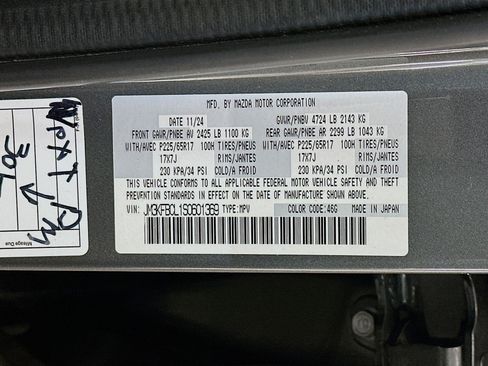 MFD. BY MAZDA MOTOR CORPORATION
DATE 11/24 GVWR/PNBV 4724 LB 2143 KG
FRONT GAWR/PNBE AV 2425 LB 1100 KG REAR GAWR/PNBE AR 2299 LB 1043 KG
WITH/AVEC P225/65R17 100H TIRES/PNEUS WITH/AVEC P225/65R17 100H TIRES/PNEUS
17X7J RIMS/JANTES 17X7J RIMS/JANTES
230 KPA/34 PSI COLD/A FROID 230 KPA/34 PSI COLD/A FROID
THIS VEHICLE CONFORMS TO ALL APPLICABLE FEDERAL MOTOR VEHICLE SAFETY AND THEFT
PREVENTION STANDARDS IN EFFECT ON THE DATE OF MANUFACTURE SHOWN ABOVE.
VIN: JM3KFBCL1S0601369 TYPE:MPV COLOR CODE:46G MADE IN JAPAN
Mileage Due